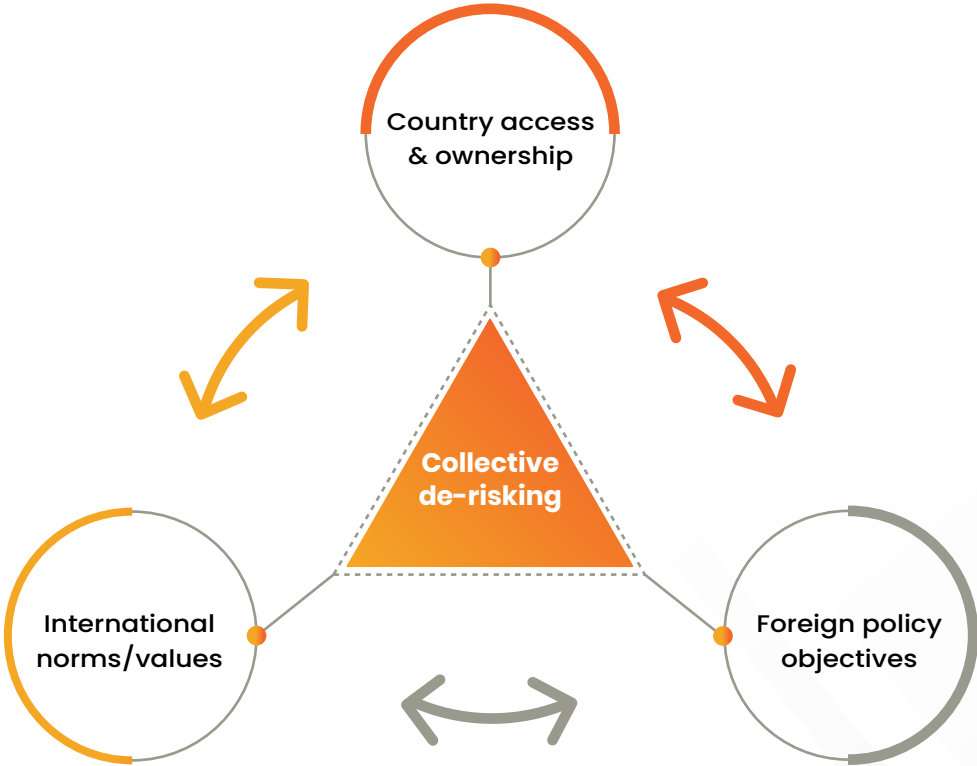 Country access
& ownership
Collective
de-risking
International
norms/values
Foreign policy
objectives